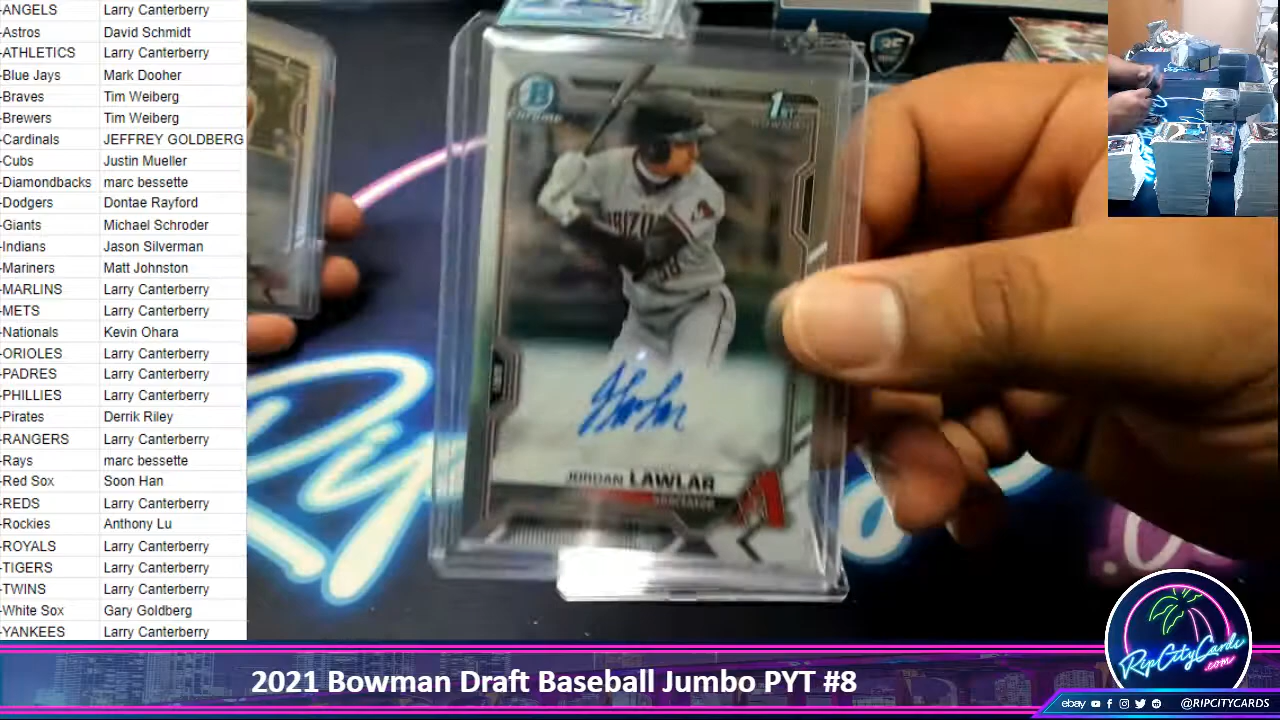 -ANGELS Larry Canterberry
-Astros David Schmidt
-ATHLETICS Larry Canterberry
-Blue Jays Mark Dooher
-Braves Tim Weiberg
-Brewers Tim Weiberg
-Cardinals JEFFREY GOLDBERG
-Cubs Justin Mueller
-Diamondbacks marc bessette
-Dodgers Dontae Rayford
-Giants Michael Schroder
-Indians Jason Silverman
-Mariners Matt Johnston
-MARLINS Larry Canterberry
-METS Larry Canterberry
-Nationals Kevin Ohara
-ORIOLES Larry Canterberry
-PADRES Larry Canterberry
-PHILLIES Larry Canterberry
-Pirates Derrik Riley
-RANGERS Larry Canterberry
-Rays marc bessette
-Red Sox Soon Han
-REDS Larry Canterberry
-Rockies Anthony Lu
-ROYALS Larry Canterberry
-TIGERS Larry Canterberry
-TWINS Larry Canterberry
-White Sox Gary Goldberg
-YANKEES Larry Canterberry
B
Chrome
1ST
BOWMAN
JORDAN LAWLAR
A
Rip
RipCityCards
.com
2021 Bowman Draft Baseball Jumbo PYT #8
ebay @RIPCITYCARDS